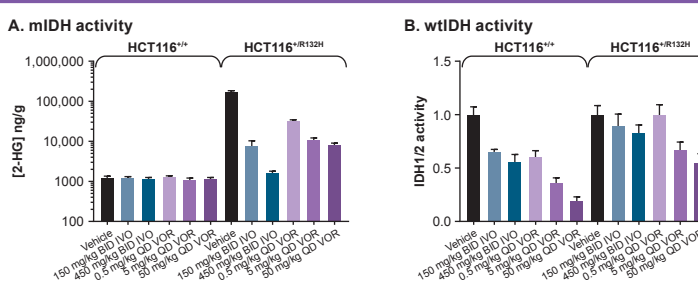 A. mIDH activity
HCT116+/+
HCT116+/R132H
[2-HG] ng/g
1,000,000
100,000
10,000
1000
100
Vehicle
150 mg/kg BID IVO
450 mg/kg BID IVO
0.5 mg/kg QD VOR
5 mg/kg QD VOR
50 mg/kg QD VOR
Vehicle
150 mg/kg BID IVO
450 mg/kg BID IVO
0.5 mg/kg QD VOR
5 mg/kg QD VOR
50 mg/kg QD VOR
B. wtIDH activity
HCT116+/+
HCT116+/R132H
IDH1/2 activity
1.5
1.0
0.5
0.0
Vehicle
150 mg/kg BID IVO
450 mg/kg BID IVO
0.5 mg/kg QD VOR
5 mg/kg QD VOR
50 mg/kg QD VOR
Vehicle
150 mg/kg BID IVO
450 mg/kg BID IVO
0.5 mg/kg QD VOR
5 mg/kg QD VOR
50 mg/kg QD VOR